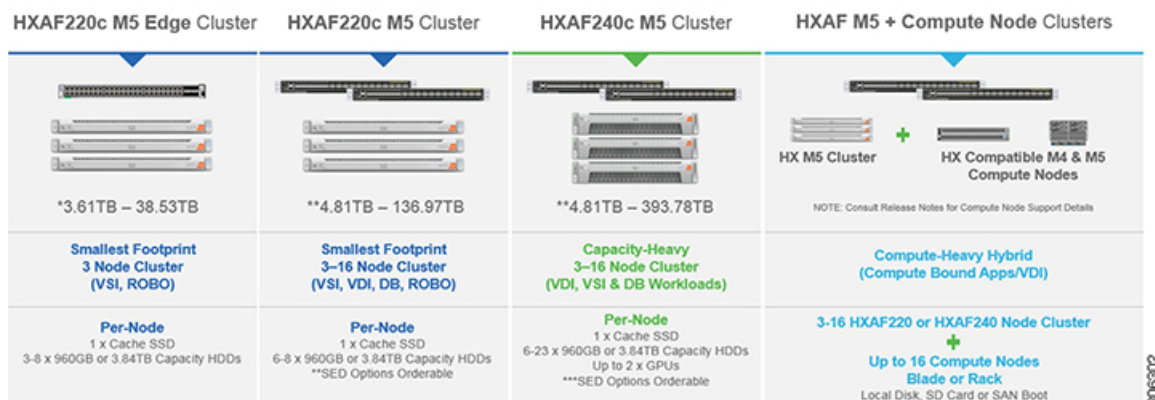 HXAF220c M5 Edge Cluster
*3.61TB – 38.53TB
Smallest Footprint
3 Node Cluster
(VSI, ROBO)
Per-Node
1 x Cache SSD
3-8 x 960GB or 3.84TB Capacity HDDs
HXAF220c M5 Cluster
**4.81TB – 136.97TB
Smallest Footprint
3–16 Node Cluster
(VSI, VDI, DB, ROBO)
Per-Node
1 x Cache SSD
6-8 x 960GB or 3.84TB Capacity HDDs
**SED Options Orderable
HXAF240c M5 Cluster
**4.81TB – 393.78TB
Capacity-Heavy
3–16 Node Cluster
(VDI, VSI & DB Workloads)
Per-Node
1 x Cache SSD
6-23 x 960GB or 3.84TB Capacity HDDs
Up to 2 x GPUs
***SED Options Orderable
HXAF M5 + Compute Node Clusters
HX M5 Cluster
+
HX Compatible M4 & M5
Compute Nodes
NOTE: Consult Release Notes for Compute Node Support Details
Compute-Heavy Hybrid
(Compute Bound Apps/VDI)
3-16 HXAF220 or HXAF240 Node Cluster
+
Up to 16 Compute Nodes
Blade or Rack
Local Disk, SD Card or SAN Boot